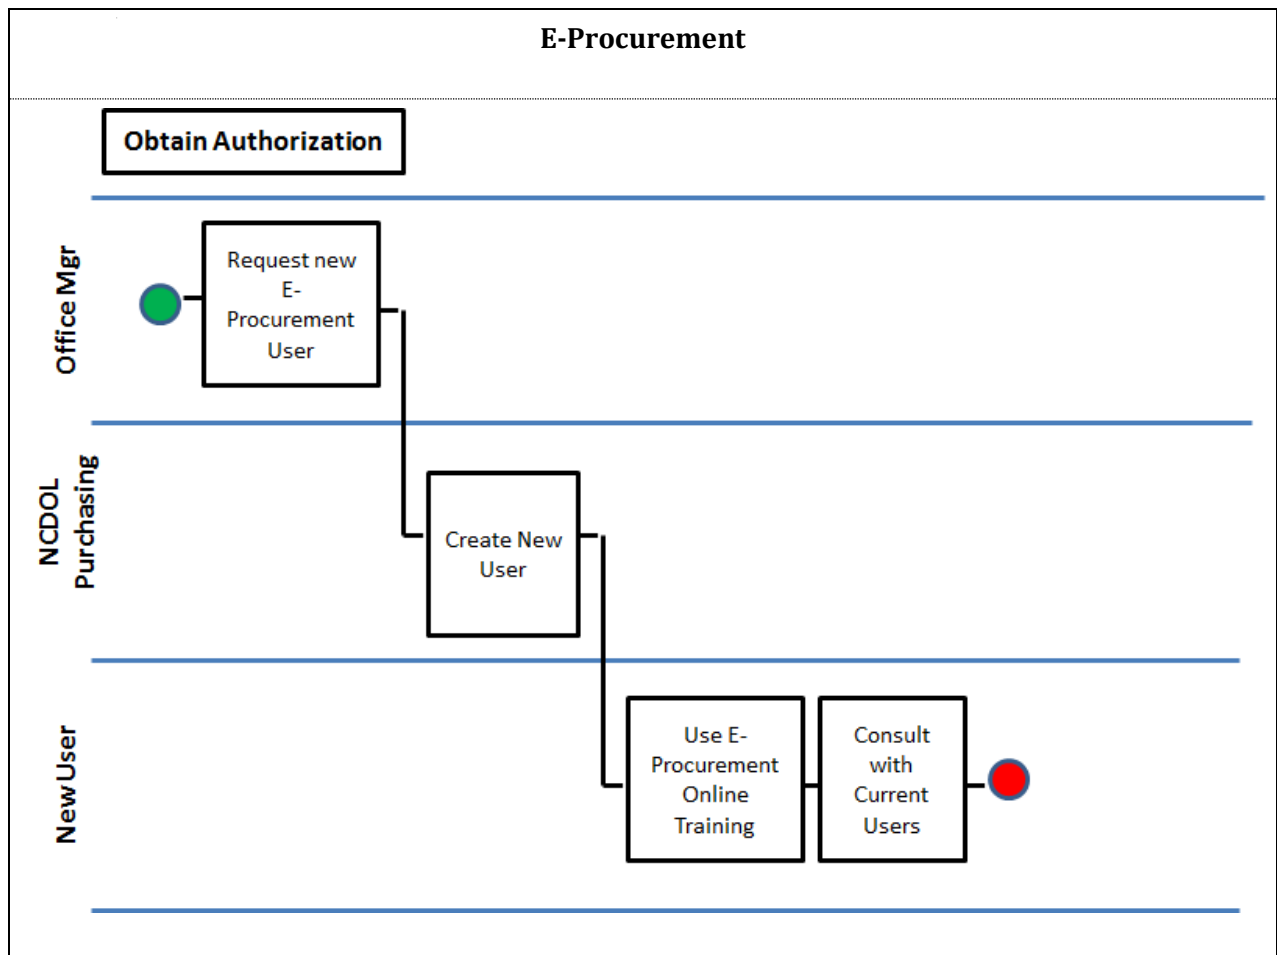 E-Procurement
Obtain Authorization
Office Mgr
Request new
E-
Procurement
User
NCDOL
Purchasing
Create New
User
New User
Use E-
Procurement
Online
Training
Consult
with
Current
Users